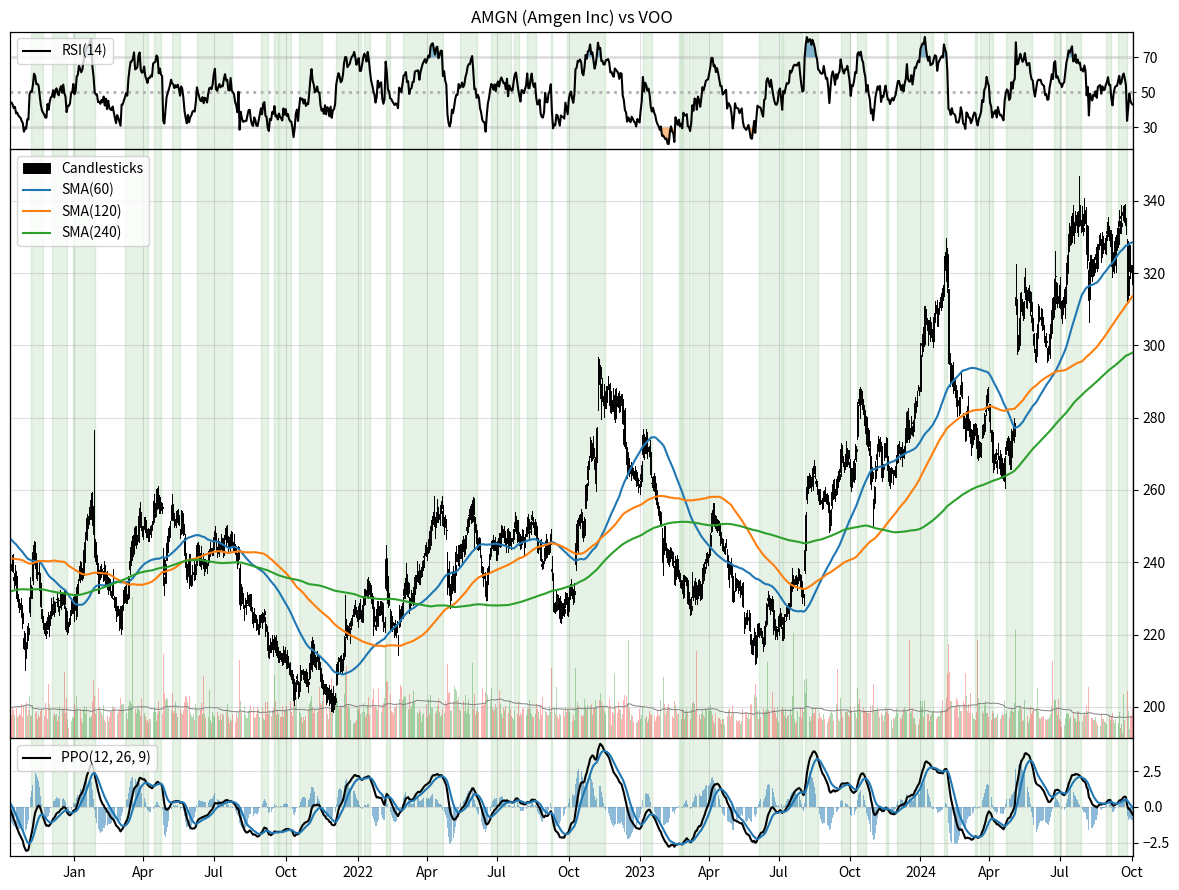 AMGN (Amgen Inc) vs VOO
RSI(14)
70
50
30
Candlesticks
SMA(60)
SMA(120)
SMA(240)
340
320
300
280
260
240
220
200
PPO(12, 26, 9)
2.5
0.0
−2.5
Jan Apr Jul Oct 2022 Apr Jul Oct 2023 Apr Jul Oct 2024 Apr Jul Oct